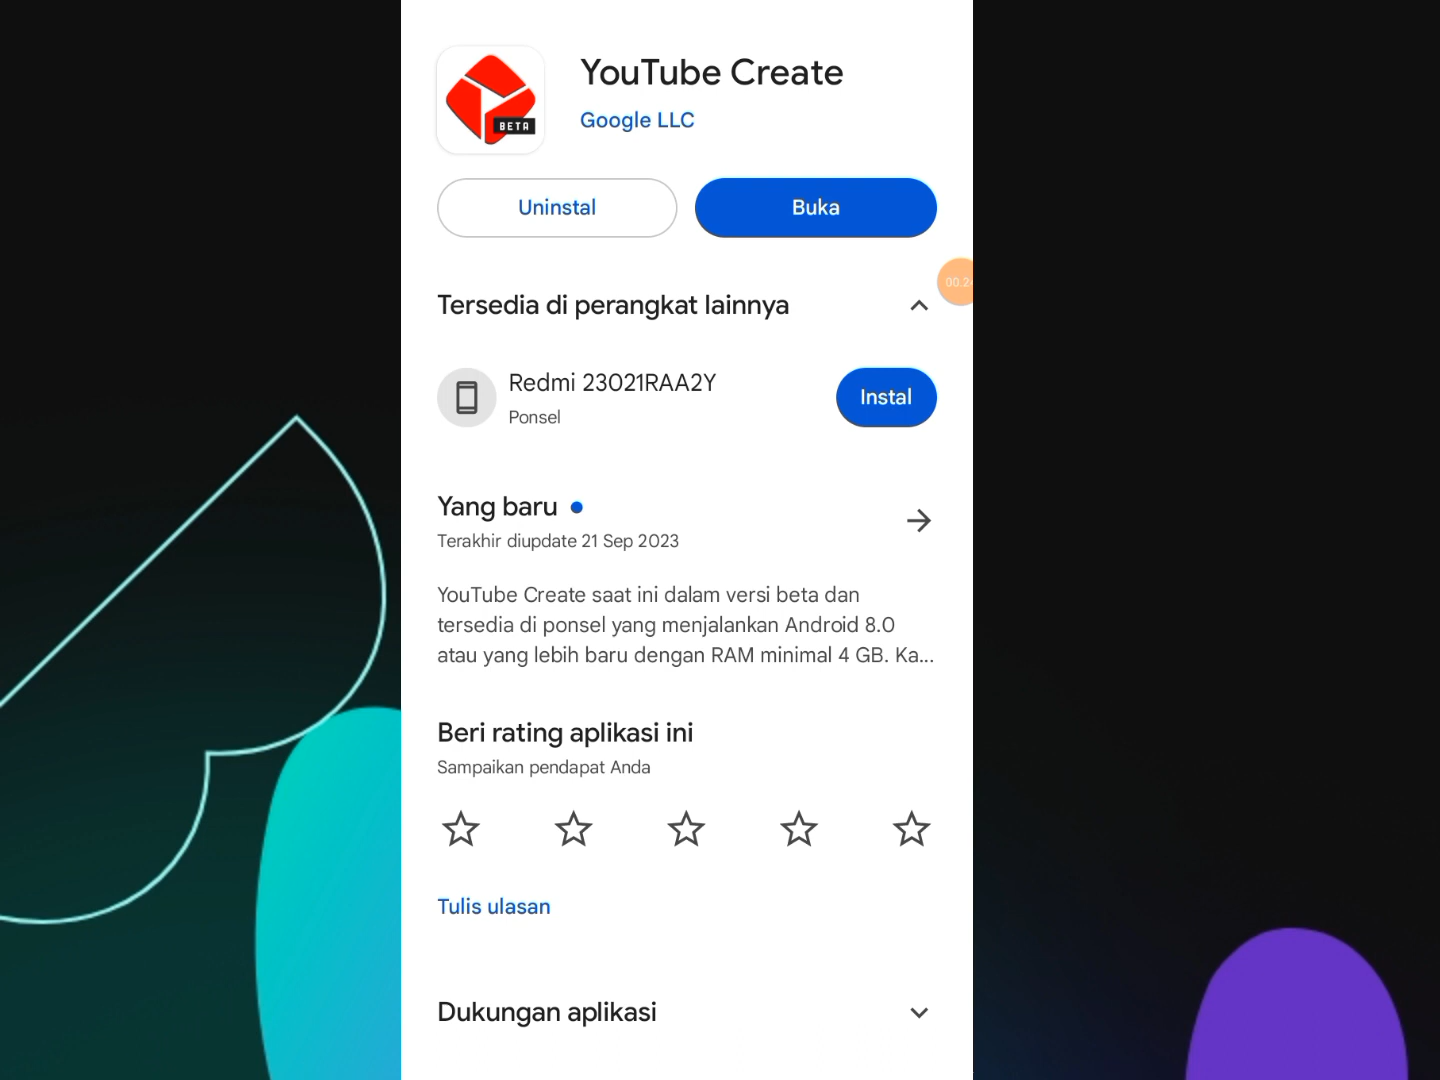 YouTube Create
BETA
Google LLC
Uninstal
Buka
Tersedia di perangkat lainnya
Redmi 23021RAA2Y
Ponsel
Instal
Yang baru
Terakhir diupdate 21 Sep 2023
YouTube Create saat ini dalam versi beta dan
tersedia di ponsel yang menjalankan Android 8.0
atau yang lebih baru dengan RAM minimal 4 GB. Ka...
Beri rating aplikasi ini
Sampaikan pendapat Anda
Tulis ulasan
Dukungan aplikasi